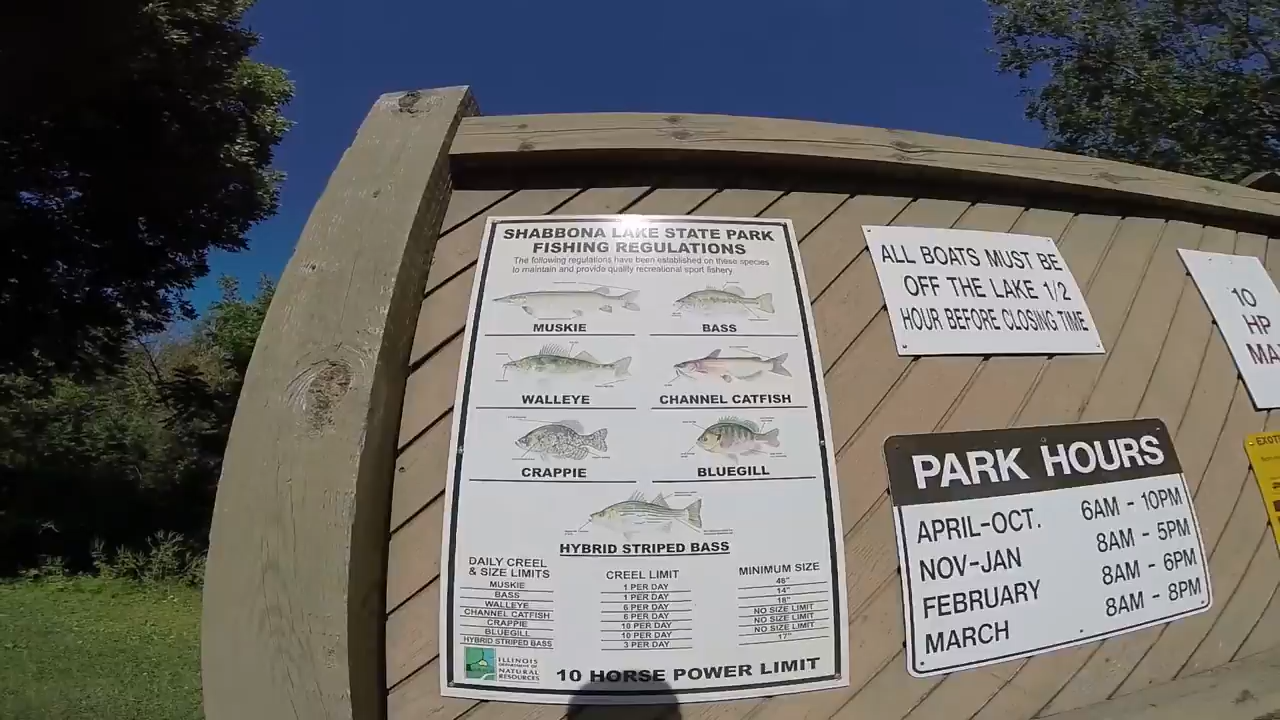 SHABBONA LAKE STATE PARK
FISHING REGULATIONS
The following regulations have been established on these species
to maintain and provide quality recreational sport fishery.
MUSKIE
BASS
WALLEYE
CHANNEL CATFISH
CRAPPIE
BLUEGILL
HYBRID STRIPED BASS
DAILY CREEL
& SIZE LIMITS
CREEL LIMIT
MINIMUM SIZE
MUSKIE 1 PER DAY 48"
BASS 1 PER DAY 14"
WALLEYE 6 PER DAY 18"
CHANNEL CATFISH 6 PER DAY NO SIZE LIMIT
CRAPPIE 10 PER DAY NO SIZE LIMIT
BLUEGILL 10 PER DAY NO SIZE LIMIT
HYBRID STRIPED BASS 3 PER DAY 17"
ILLINOIS
DEPARTMENT OF
NATURAL
RESOURCES
10 HORSE POWER LIMIT
ALL BOATS MUST BE
OFF THE LAKE 1/2
HOUR BEFORE CLOSING TIME
10
HP
MA
PARK HOURS
APRIL-OCT. 6AM - 10PM
NOV-JAN 8AM - 5PM
FEBRUARY 8AM - 6PM
MARCH 8AM - 8PM
EXOT